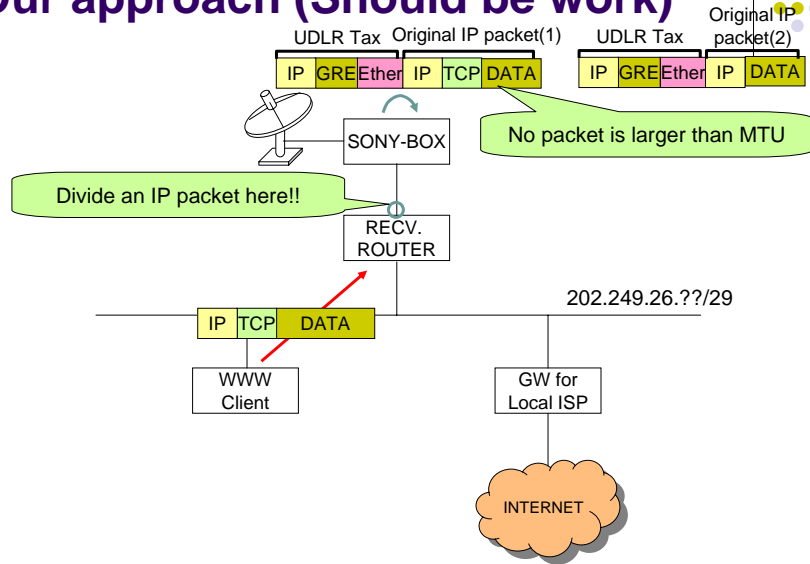 Our approach (Should be work)
UDLR Tax
Original IP packet(1)
IP GRE Ether IP TCP DATA
UDLR Tax
Original IP
packet(2)
IP GRE Ether IP DATA
SONY-BOX
No packet is larger than MTU
Divide an IP packet here!!
RECV.
ROUTER
202.249.26.??/29
IP TCP DATA
WWW
Client
GW for
Local ISP
INTERNET